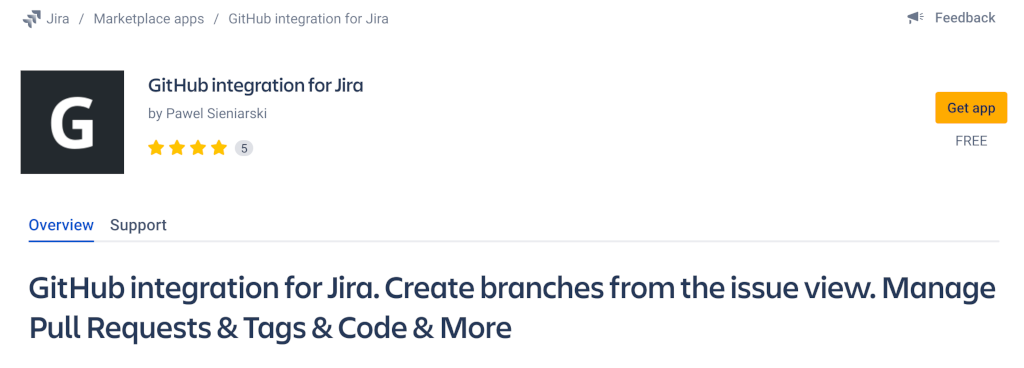 Jira / Marketplace apps / GitHub integration for Jira
Feedback
G
GitHub integration for Jira
by Pawel Sieniarski
5
Get app
FREE
Overview Support
GitHub integration for Jira. Create branches from the issue view. Manage
Pull Requests & Tags & Code & More